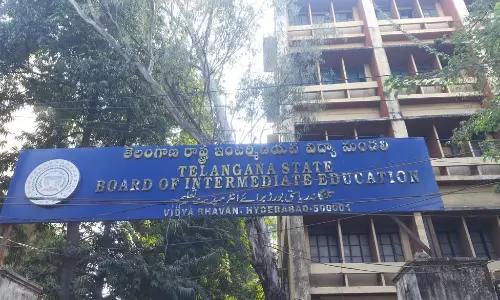 తెలంగాణ రాష్ట్ర ఇంటర్మీడియట్ విద్యా మండలి
TELANGANA STATE
BOARD OF INTERMEDIATE EDUCATION
VIDYA BHAVAN, HYDERABAD-500001